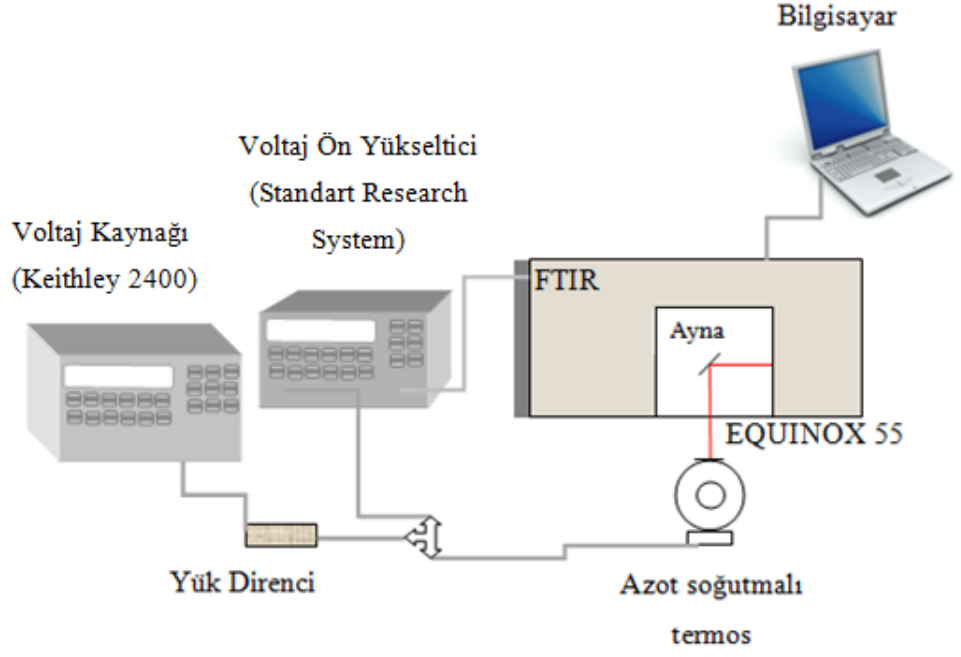 Bilgisayar
Voltaj Ön Yükseltici
(Standart Research
System)
Voltaj Kaynağı
(Keithley 2400)
FTIR
Ayna
EQUINOX 55
Yük Direnci
Azot soğutmalı
termos